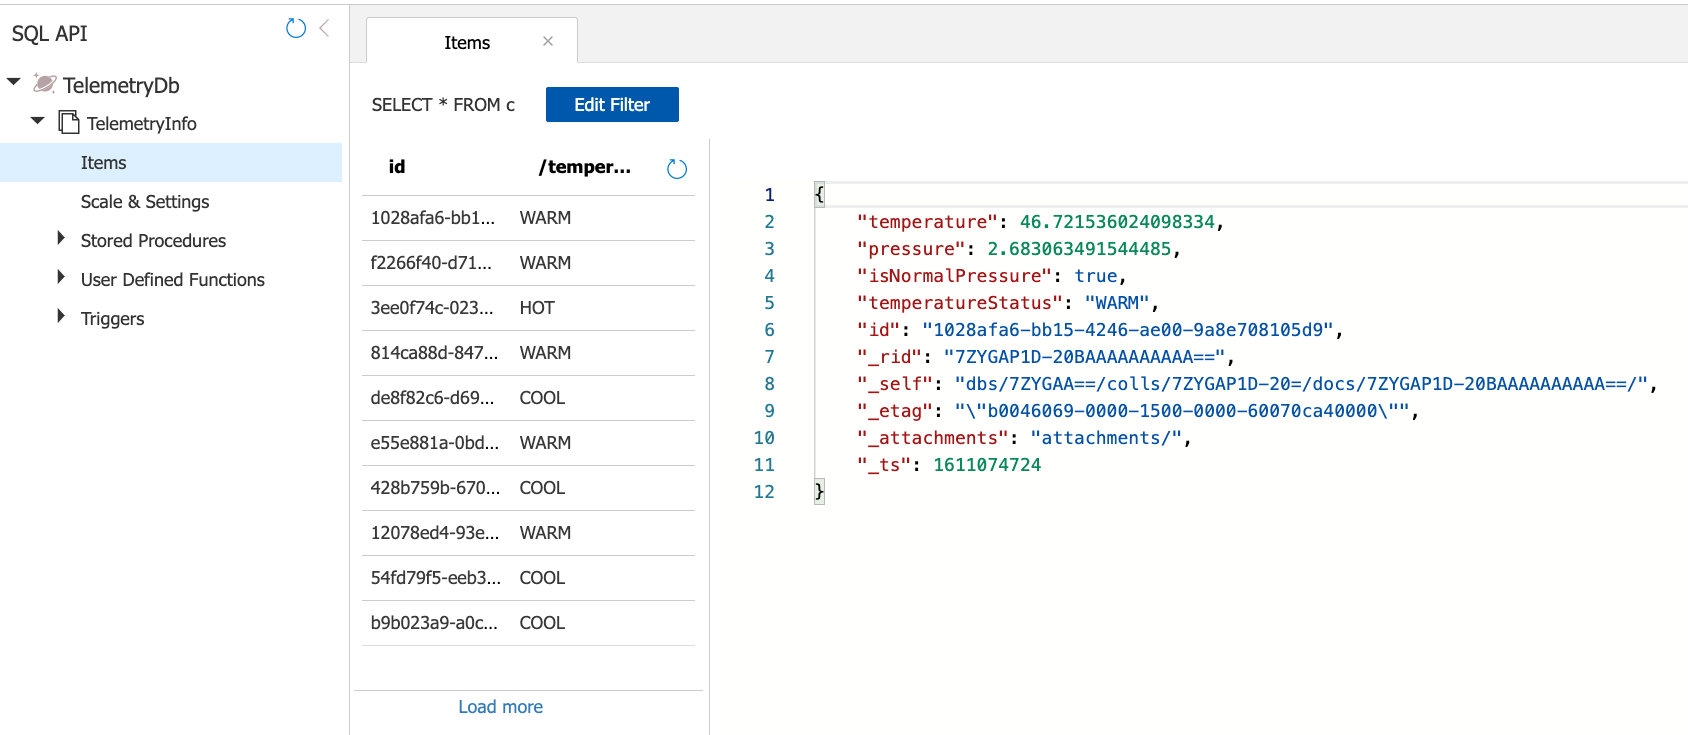 SQL API
TelemetryDb
TelemetryInfo
Items
Scale & Settings
Stored Procedures
User Defined Functions
Triggers
Items
SELECT * FROM c
Edit Filter
id /temper...
1028afa6-bb1... WARM
f2266f40-d71... WARM
3ee0f74c-023... HOT
814ca88d-847... WARM
de8f82c6-d69... COOL
e55e881a-0bd... WARM
428b759b-670... COOL
12078ed4-93e... WARM
54fd79f5-eeb3... COOL
b9b023a9-a0c... COOL
Load more
1 {
2 "temperature": 46.721536024098334,
3 "pressure": 2.683063491544485,
4 "isNormalPressure": true,
5 "temperatureStatus": "WARM",
6 "id": "1028afa6-bb15-4246-ae00-9a8e708105d9",
7 "_rid": "7ZYGAP1D-20BAAAAAAAAAA==",
8 "_self": "dbs/7ZYGAA==/colls/7ZYGAP1D-20=/docs/7ZYGAP1D-20BAAAAAAAAAA==/",
9 "_etag": "\"b0046069-0000-1500-0000-60070ca40000\"",
10 "_attachments": "attachments/",
11 "_ts": 1611074724
12 }